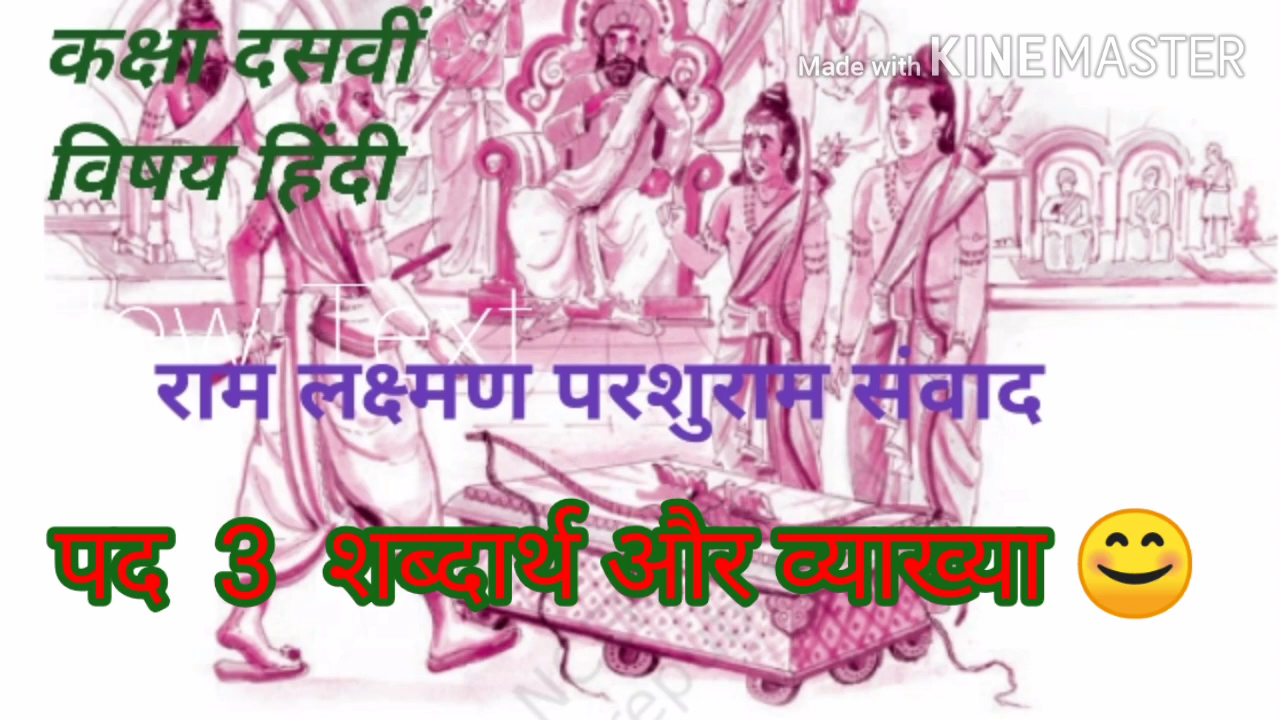 कक्षा दसवीं
Made with KINEMASTER
विषय हिंदी
राम लक्ष्मण परशुराम संवाद
पद 3 शब्दार्थ और व्याख्या 😊